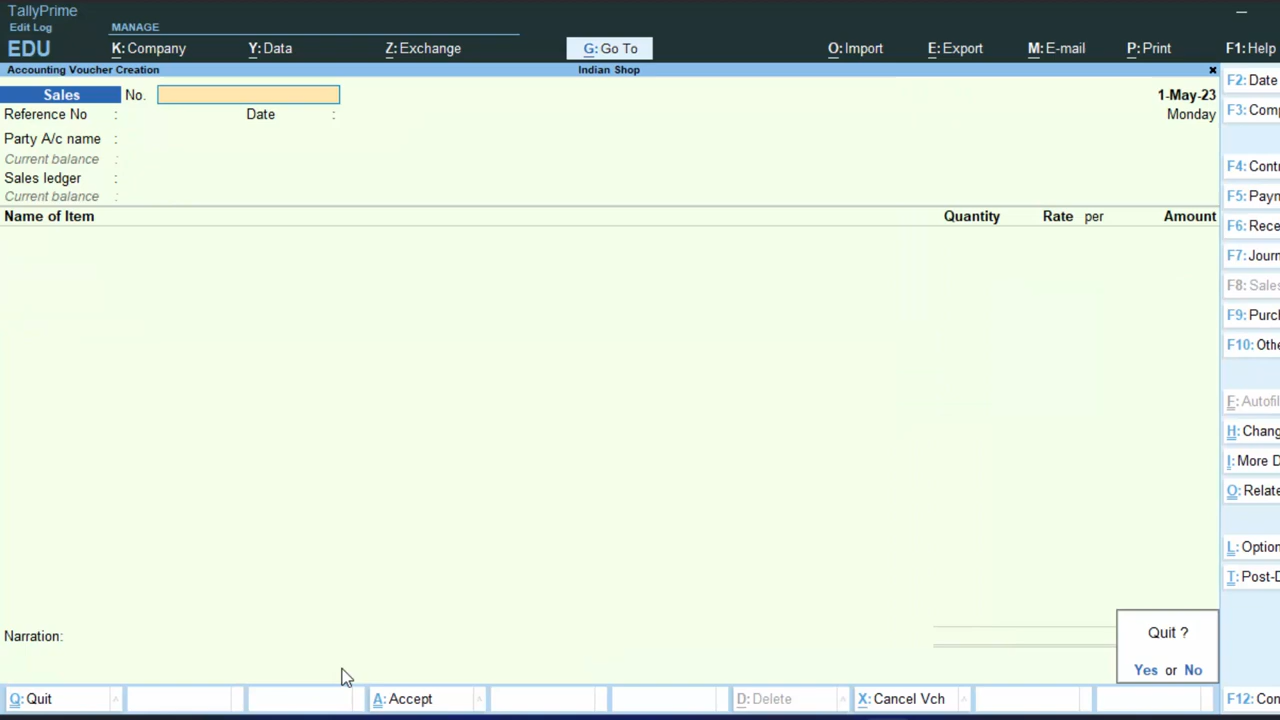 TallyPrime
Edit Log
MANAGE
EDU K: Company Y: Data Z: Exchange G: Go To O: Import E: Export M: E-mail P: Print F1: Help
Accounting Voucher Creation Indian Shop
Sales No. 1-May-23
Reference No : Date : Monday
Party A/c name :
Current balance :
Sales ledger :
Current balance :
Name of Item Quantity Rate per Amount
F2: Date
F3: Comp
F4: Contr
F5: Paym
F6: Rece
F7: Journ
F8: Sales
F9: Purch
F10: Othe
F: Autofil
H: Chang
I: More D
O: Relate
L: Option
T: Post-D
Narration:
Quit ?
Yes or No
Q: Quit A: Accept D: Delete X: Cancel Vch F12: Con